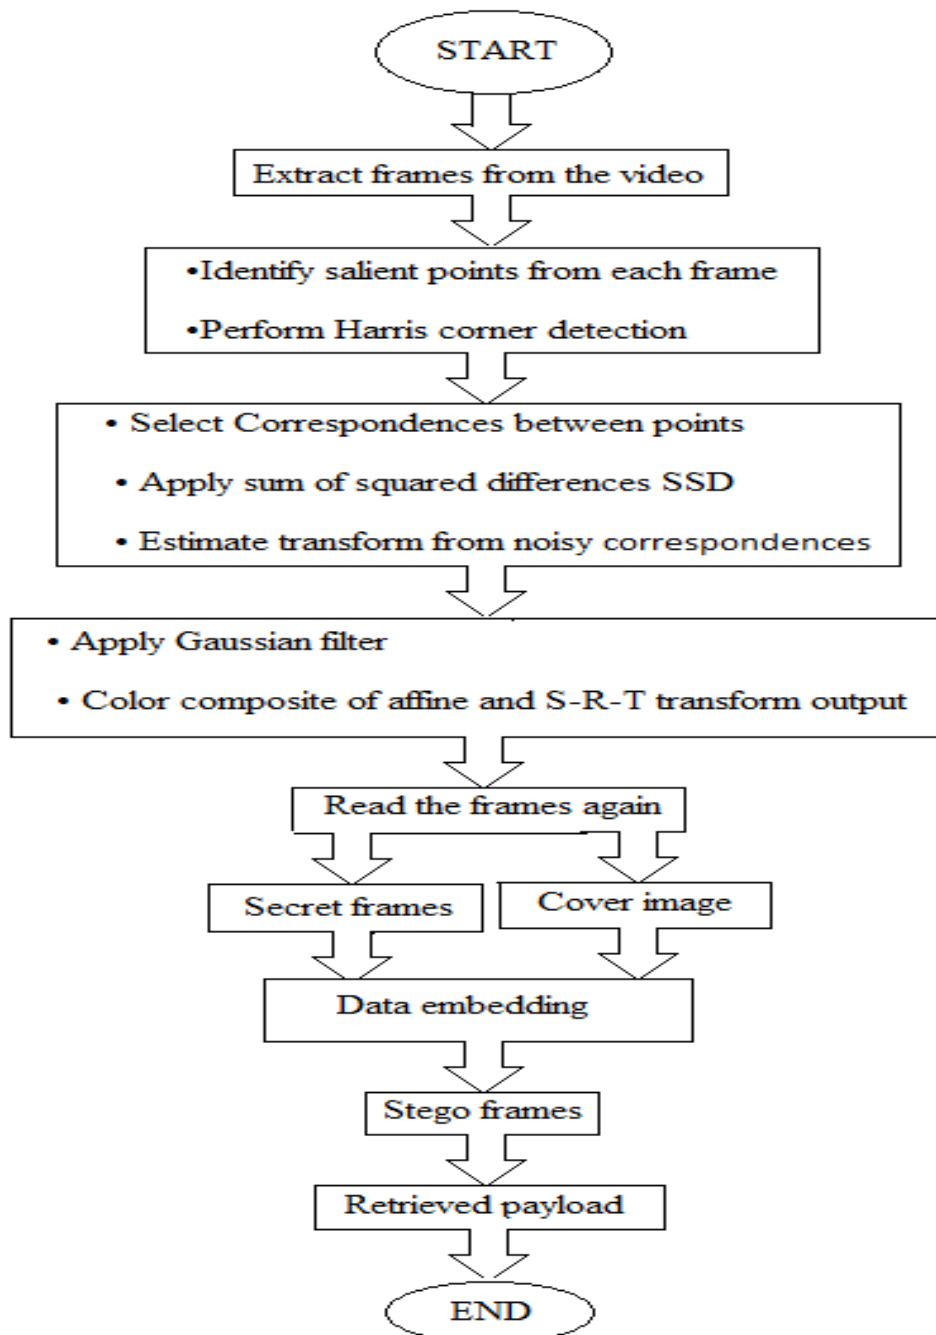 START
Extract frames from the video
•Identify salient points from each frame
•Perform Harris corner detection
• Select Correspondences between points
• Apply sum of squared differences SSD
• Estimate transform from noisy correspondences
• Apply Gaussian filter
• Color composite of affine and S-R-T transform output
Read the frames again
Secret frames
Cover image
Data embedding
Stego frames
Retrieved payload
END